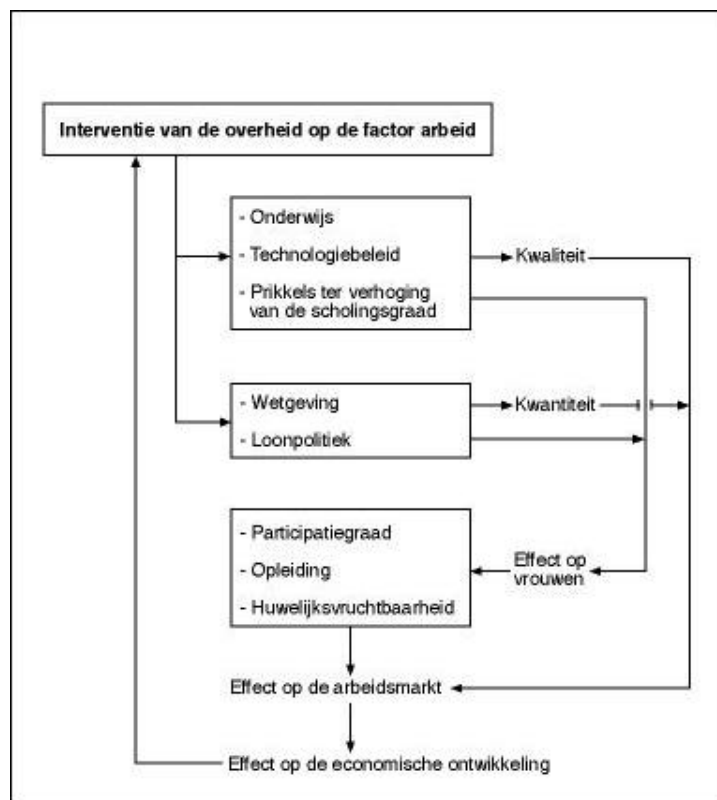 Interventie van de overheid op de factor arbeid
- Onderwijs
- Technologiebeleid
- Prikkels ter verhoging
van de scholingsgraad
Kwaliteit
- Wetgeving
- Loonpolitiek
Kwantiteit
- Participatiegraad
- Opleiding
- Huwelijksvruchtbaarheid
Effect op
vrouwen
Effect op de arbeidsmarkt
Effect op de economische ontwikkeling